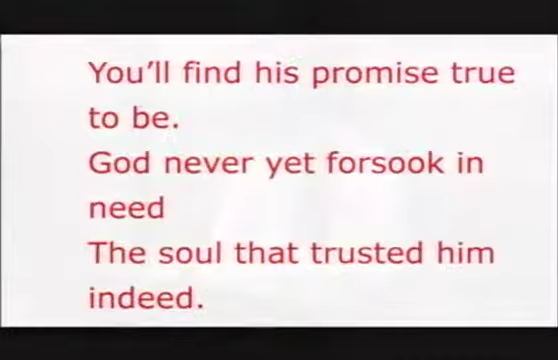 You'll find his promise true
to be.
God never yet forsook in
need
The soul that trusted him
indeed.